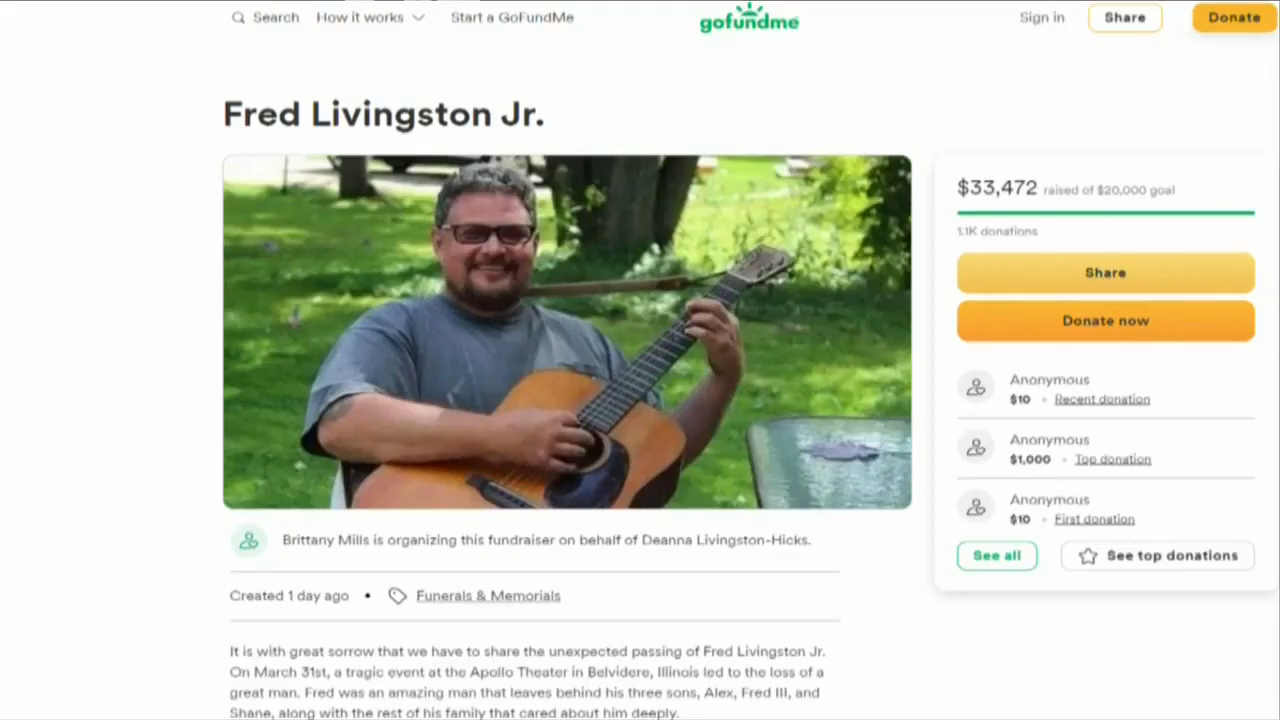 Search How it works Start a GoFundMe gofundme Sign in Share Donate
Fred Livingston Jr.
$33,472 raised of $20,000 goal
1.1K donations
Share
Donate now
Anonymous
$10 • Recent donation
Anonymous
$1,000 • Top donation
Anonymous
$10 • First donation
See all See top donations
Brittany Mills is organizing this fundraiser on behalf of Deanna Livingston-Hicks.
Created 1 day ago • Funerals & Memorials
It is with great sorrow that we have to share the unexpected passing of Fred Livingston Jr.
On March 31st, a tragic event at the Apollo Theater in Belvidere, Illinois led to the loss of a
great man. Fred was an amazing man that leaves behind his three sons, Alex, Fred III, and
Shane, along with the rest of his family that cared about him deeply.